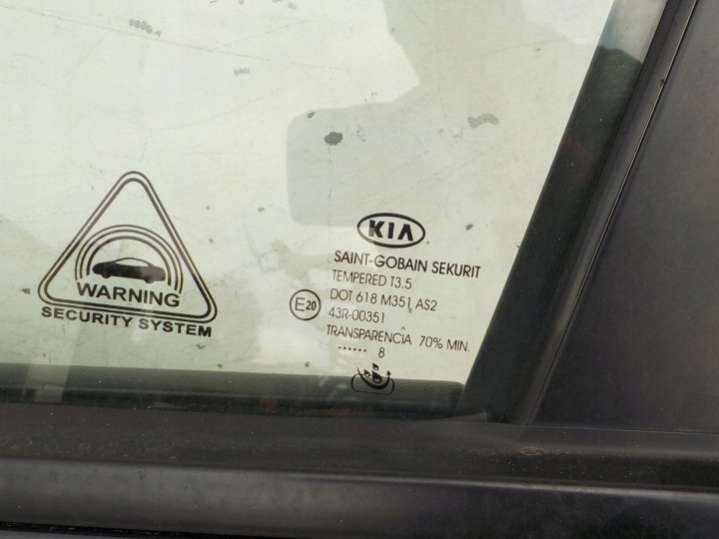 WARNING
SECURITY SYSTEM
KIA
SAINT-GOBAIN SEKURIT
TEMPERED T3.5
DOT 618 M351 AS2
E20
43R-00351
TRANSPARENCIA 70% MIN.
...... 8